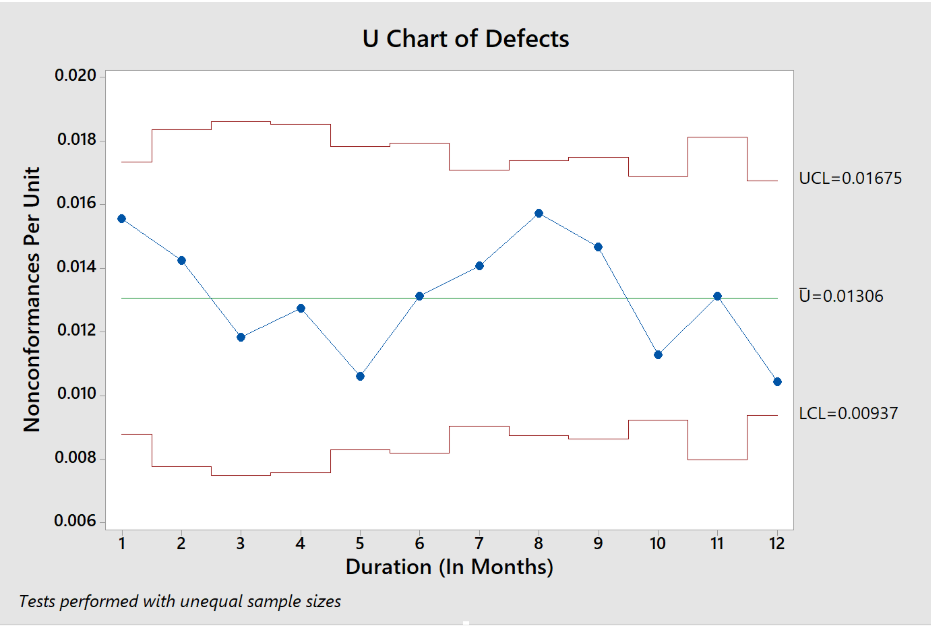 U Chart of Defects
Nonconformances Per Unit
0.020
0.018
0.016
0.014
0.012
0.010
0.008
0.006
UCL=0.01675
Ū=0.01306
LCL=0.00937
1 2 3 4 5 6 7 8 9 10 11 12
Duration (In Months)
Tests performed with unequal sample sizes